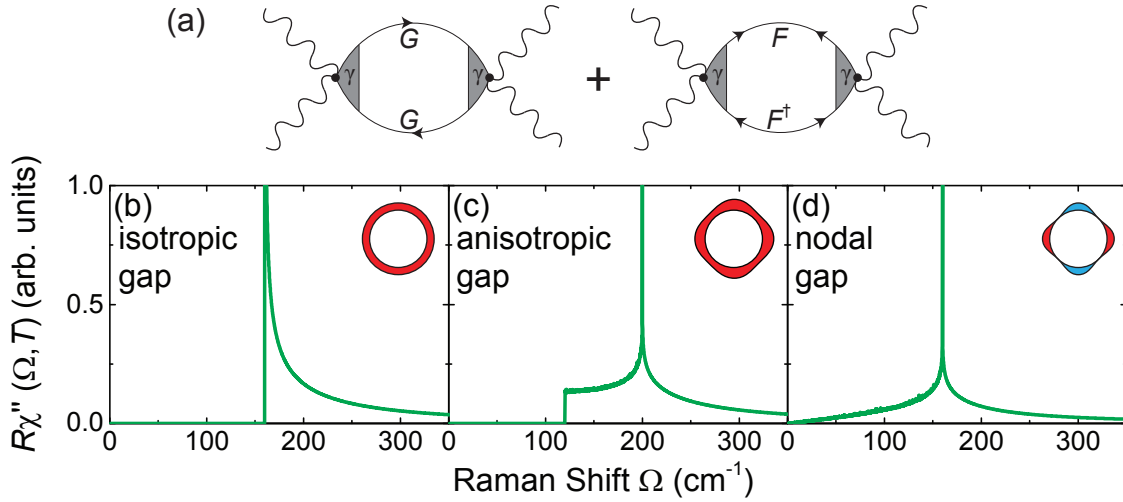 (a)
G
F
γ
γ
+
γ
γ
G
F†
Rχ'' (Ω,T) (arb. units)
1.0
0.5
0.0
(b)
isotropic
gap
(c)
anisotropic
gap
(d)
nodal
gap
0 100 200 300 0 100 200 300 0 100 200 300
Raman Shift Ω (cm⁻¹)